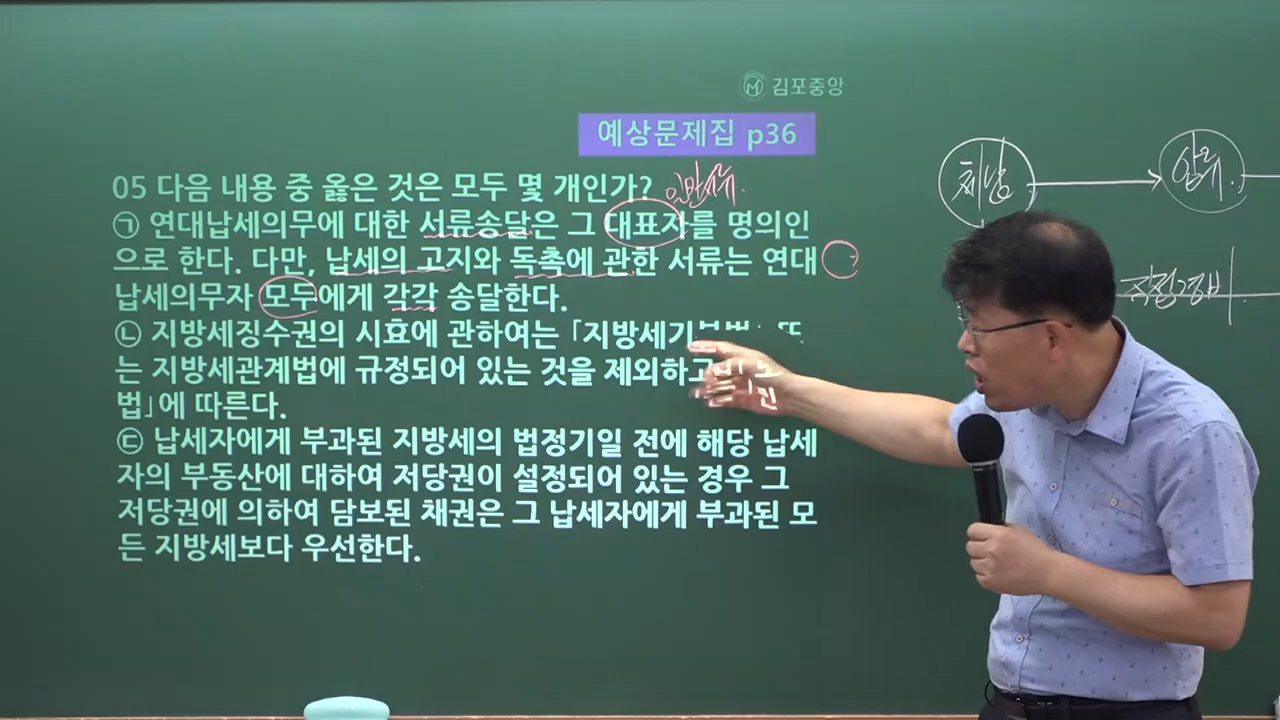 김포중앙
예상문제집 p36
05 다음 내용 중 옳은 것은 모두 몇 개인가?
㉠ 연대납세의무에 대한 서류송달은 그 대표자를 명의인
으로 한다. 다만, 납세의 고지와 독촉에 관한 서류는 연대
납세의무자 모두에게 각각 송달한다.
㉡ 지방세징수권의 시효에 관하여는 「지방세기본법」 또
는 지방세관계법에 규정되어 있는 것을 제외하고
법」에 따른다.
㉢ 납세자에게 부과된 지방세의 법정기일 전에 해당 납세
자의 부동산에 대하여 저당권이 설정되어 있는 경우 그
저당권에 의하여 담보된 채권은 그 납세자에게 부과된 모
든 지방세보다 우선한다.
체납
압류